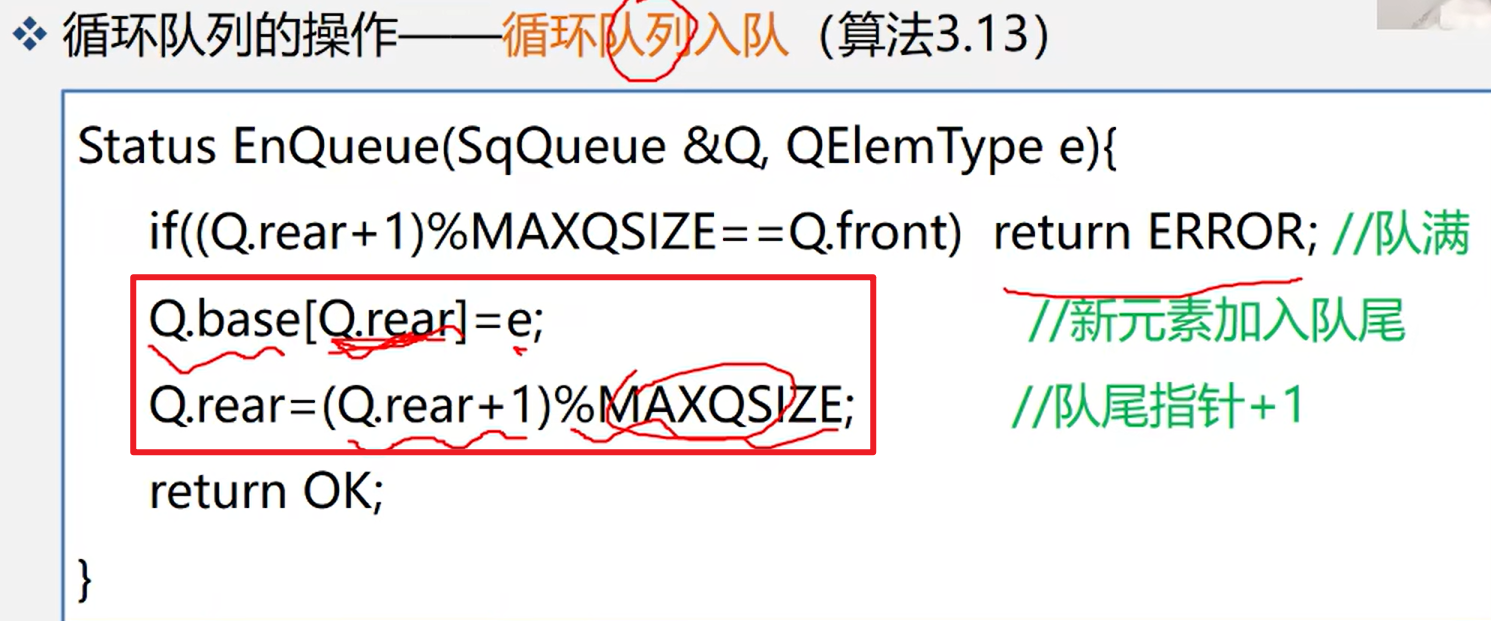 循环队列的操作——循环队列入队（算法3.13）
Status EnQueue(SqQueue &Q, QElemType e){
if((Q.rear+1)%MAXQSIZE==Q.front) return ERROR; //队满
Q.base[Q.rear]=e; //新元素加入队尾
Q.rear=(Q.rear+1)%MAXQSIZE; //队尾指针+1
return OK;
}